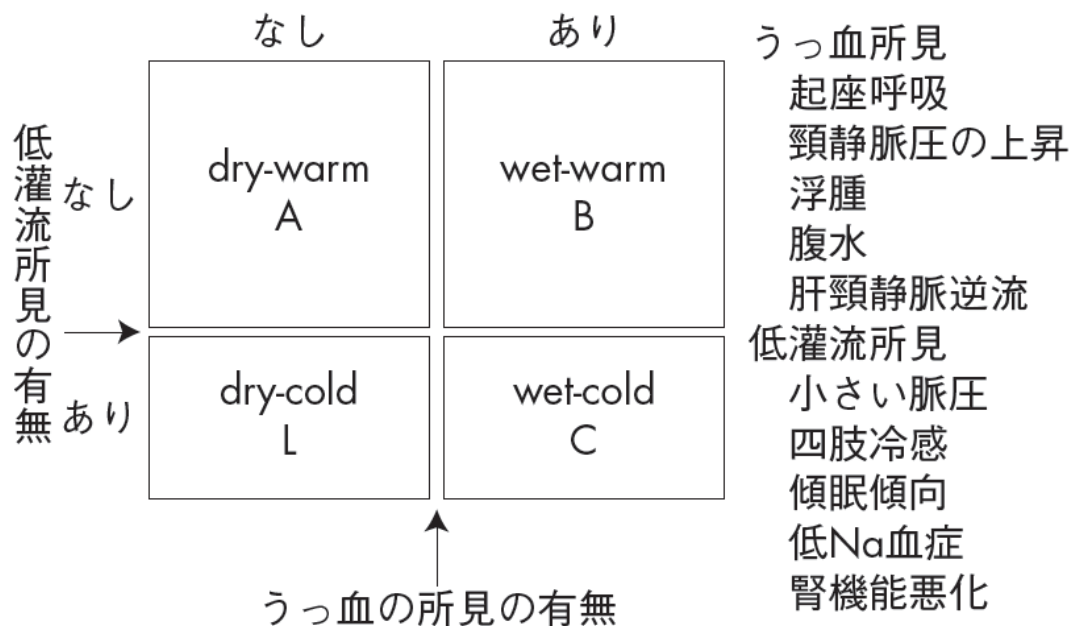 なし
あり
低灌流所見の有無
なし
あり
dry-warm
A
wet-warm
B
dry-cold
L
wet-cold
C
うっ血の所見の有無
うっ血所見
起座呼吸
頸静脈圧の上昇
浮腫
腹水
肝頸静脈逆流
低灌流所見
小さい脈圧
四肢冷感
傾眠傾向
低Na血症
腎機能悪化